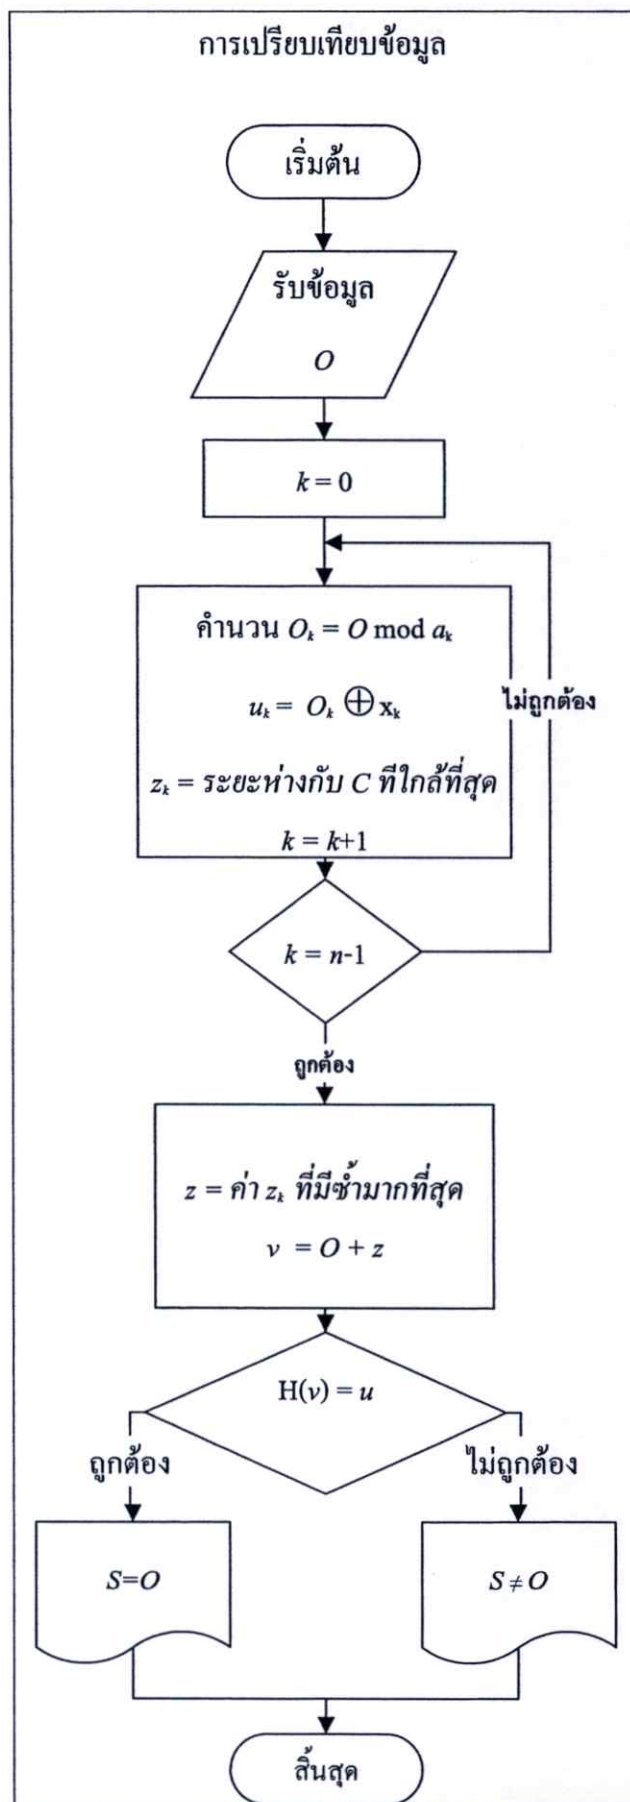 การเปรียบเทียบข้อมูล
เริ่มต้น
รับข้อมูล
O
k = 0
คำนวน Oₖ = O mod aₖ
uₖ = Oₖ ⊕ xₖ
ไม่ถูกต้อง
zₖ = ระยะห่างกับ C ทีใกล้ที่สุด
k = k+1
k = n-1
ถูกต้อง
z = ค่า zₖ ที่มีซ้ำมากที่สุด
v = O + z
H(v) = u
ถูกต้อง
ไม่ถูกต้อง
S=O
S ≠ O
สิ้นสุด